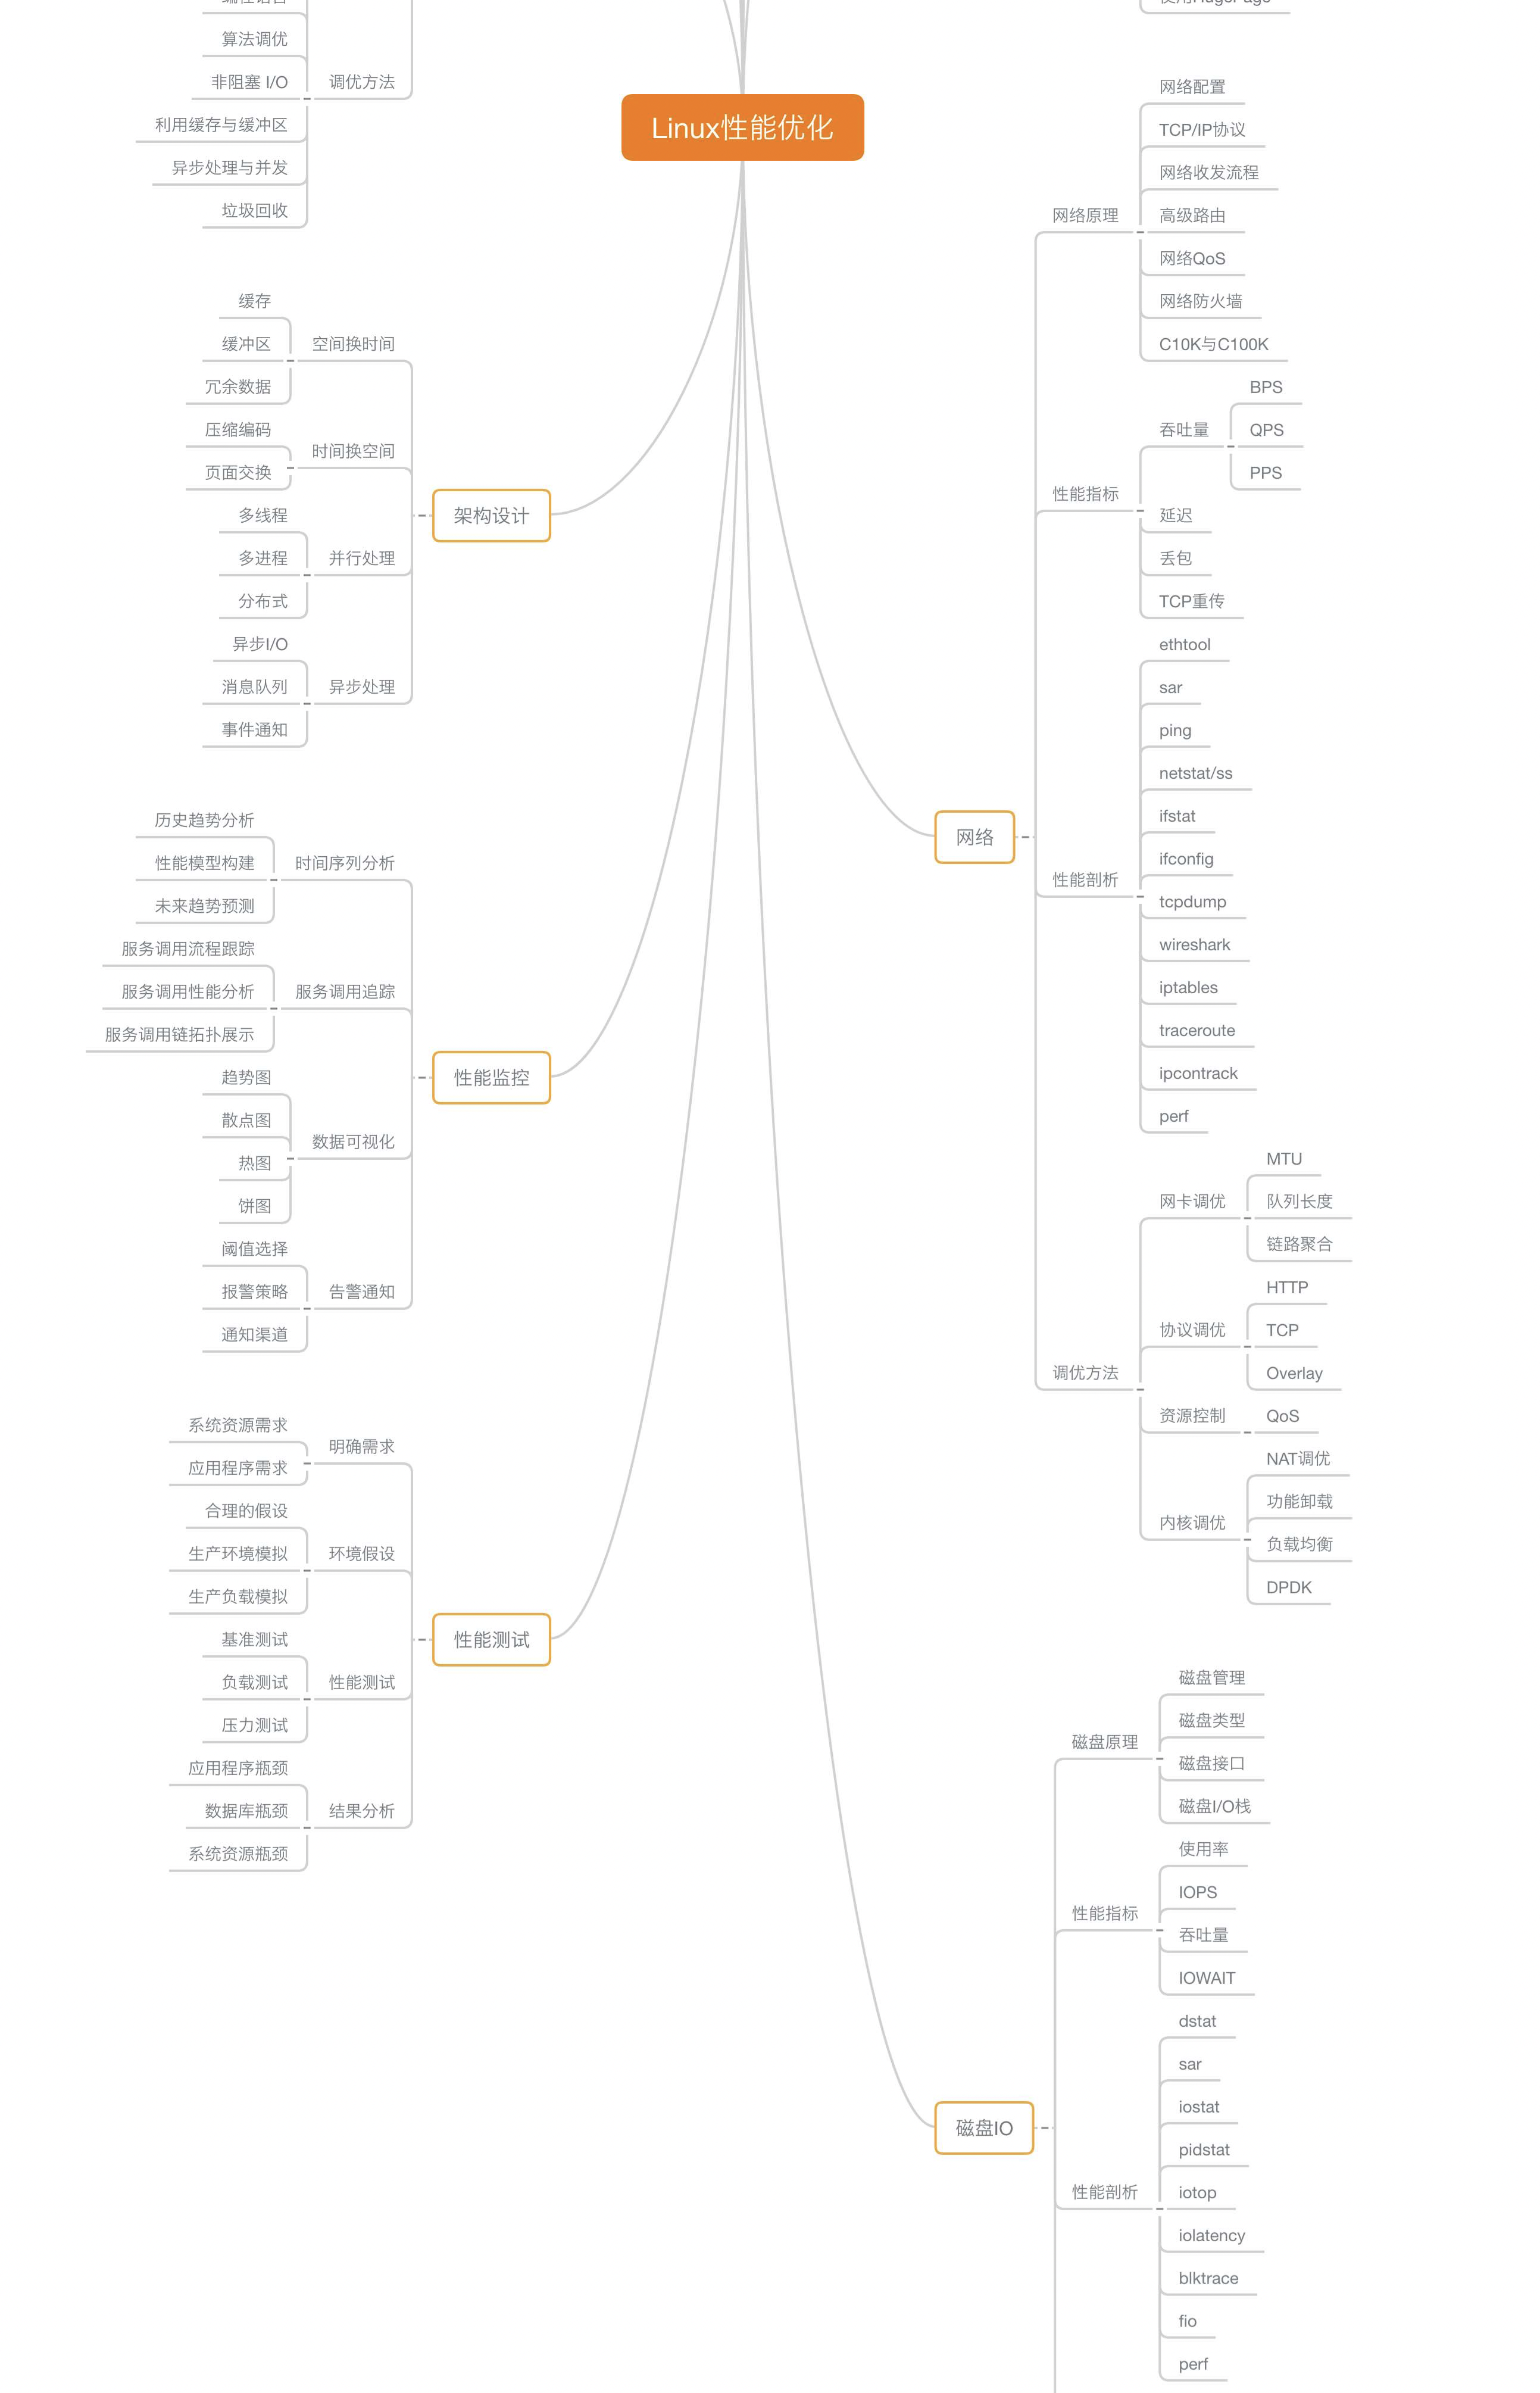 Linux性能优化
算法调优
非阻塞 I/O
调优方法
利用缓存与缓冲区
异步处理与并发
垃圾回收
架构设计
空间换时间
缓存
缓冲区
冗余数据
时间换空间
压缩编码
页面交换
并行处理
多线程
多进程
分布式
异步处理
异步I/O
消息队列
事件通知
性能监控
时间序列分析
历史趋势分析
性能模型构建
未来趋势预测
服务调用追踪
服务调用流程跟踪
服务调用性能分析
服务调用链拓扑展示
数据可视化
趋势图
散点图
热图
饼图
告警通知
阈值选择
报警策略
通知渠道
性能测试
明确需求
系统资源需求
应用程序需求
环境假设
合理的假设
生产环境模拟
生产负载模拟
性能测试
基准测试
负载测试
压力测试
结果分析
应用程序瓶颈
数据库瓶颈
系统资源瓶颈
网络
网络原理
网络配置
TCP/IP协议
网络收发流程
高级路由
网络QoS
网络防火墙
C10K与C100K
性能指标
吞吐量
BPS
QPS
PPS
延迟
丢包
TCP重传
性能剖析
ethtool
sar
ping
netstat/ss
ifstat
ifconfig
tcpdump
wireshark
iptables
traceroute
ipcontrack
perf
调优方法
网卡调优
MTU
队列长度
链路聚合
协议调优
HTTP
TCP
Overlay
资源控制
QoS
内核调优
NAT调优
功能卸载
负载均衡
DPDK
磁盘IO
磁盘原理
磁盘管理
磁盘类型
磁盘接口
磁盘I/O栈
性能指标
使用率
IOPS
吞吐量
IOWAIT
性能剖析
dstat
sar
iostat
pidstat
iotop
iolatency
blktrace
fio
perf